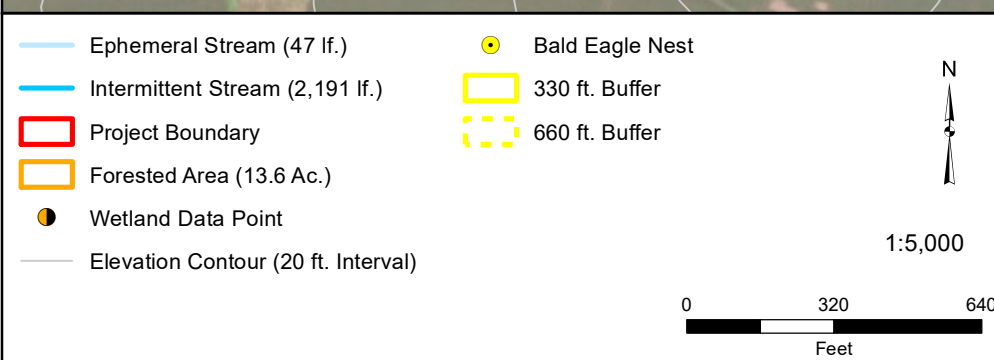 Ephemeral Stream (47 lf.)
Intermittent Stream (2,191 lf.)
Project Boundary
Forested Area (13.6 Ac.)
Wetland Data Point
Elevation Contour (20 ft. Interval)
Bald Eagle Nest
330 ft. Buffer
660 ft. Buffer
N
1:5,000
0 320 640
Feet